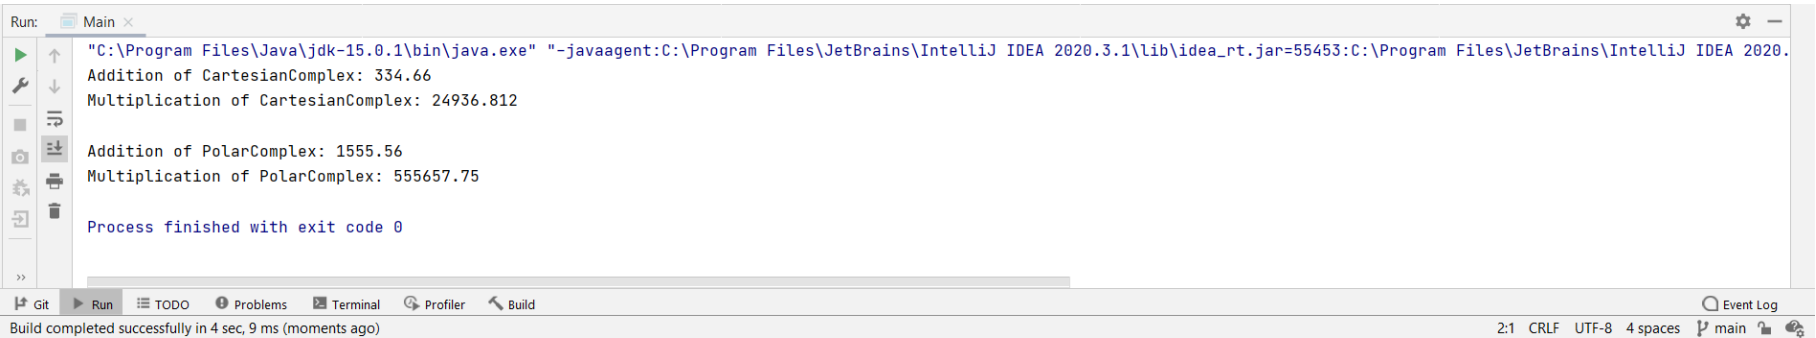 Run: Main
"C:\Program Files\Java\jdk-15.0.1\bin\java.exe" "-javaagent:C:\Program Files\JetBrains\IntelliJ IDEA 2020.3.1\lib\idea_rt.jar=55453:C:\Program Files\JetBrains\IntelliJ IDEA 2020.
Addition of CartesianComplex: 334.66
Multiplication of CartesianComplex: 24936.812
Addition of PolarComplex: 1555.56
Multiplication of PolarComplex: 555657.75
Process finished with exit code 0
Git Run TODO Problems Terminal Profiler Build Event Log
Build completed successfully in 4 sec, 9 ms (moments ago) 2:1 CRLF UTF-8 4 spaces main